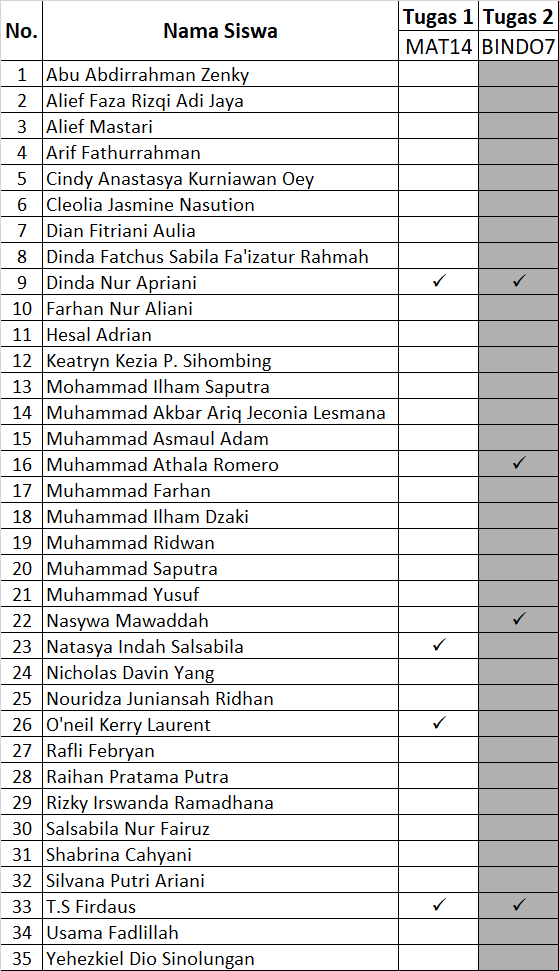 No. Nama Siswa Tugas 1 Tugas 2
MAT14 BINDO7
1 Abu Abdirrahman Zenky
2 Alief Faza Rizqi Adi Jaya
3 Alief Mastari
4 Arif Fathurrahman
5 Cindy Anastasya Kurniawan Oey
6 Cleolia Jasmine Nasution
7 Dian Fitriani Aulia
8 Dinda Fatchus Sabila Fa'izatur Rahmah
9 Dinda Nur Apriani ✓ ✓
10 Farhan Nur Aliani
11 Hesal Adrian
12 Keatryn Kezia P. Sihombing
13 Mohammad Ilham Saputra
14 Muhammad Akbar Ariq Jeconia Lesmana
15 Muhammad Asmaul Adam
16 Muhammad Athala Romero ✓
17 Muhammad Farhan
18 Muhammad Ilham Dzaki
19 Muhammad Ridwan
20 Muhammad Saputra
21 Muhammad Yusuf
22 Nasywa Mawaddah ✓
23 Natasya Indah Salsabila ✓
24 Nicholas Davin Yang
25 Nouridza Juniansah Ridhan
26 O'neil Kerry Laurent ✓
27 Rafli Febryan
28 Raihan Pratama Putra
29 Rizky Irswanda Ramadhana
30 Salsabila Nur Fairuz
31 Shabrina Cahyani
32 Silvana Putri Ariani
33 T.S Firdaus ✓ ✓
34 Usama Fadlillah
35 Yehezkiel Dio Sinolungan